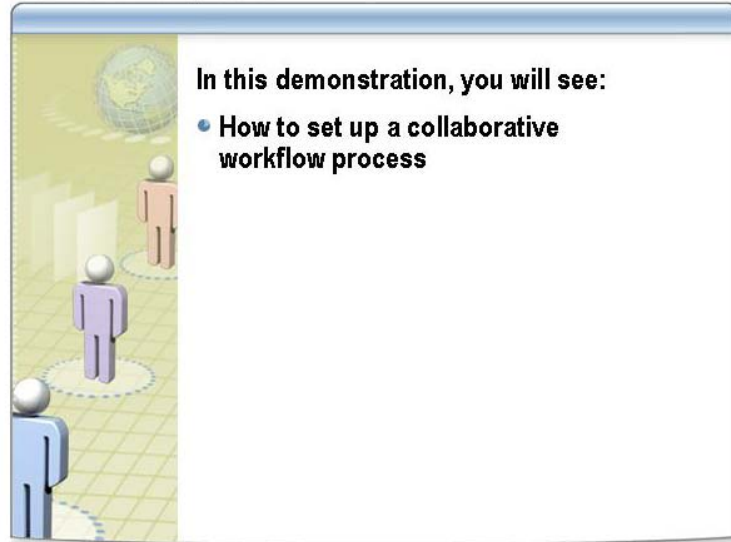 In this demonstration, you will see:
How to set up a collaborative
workflow process